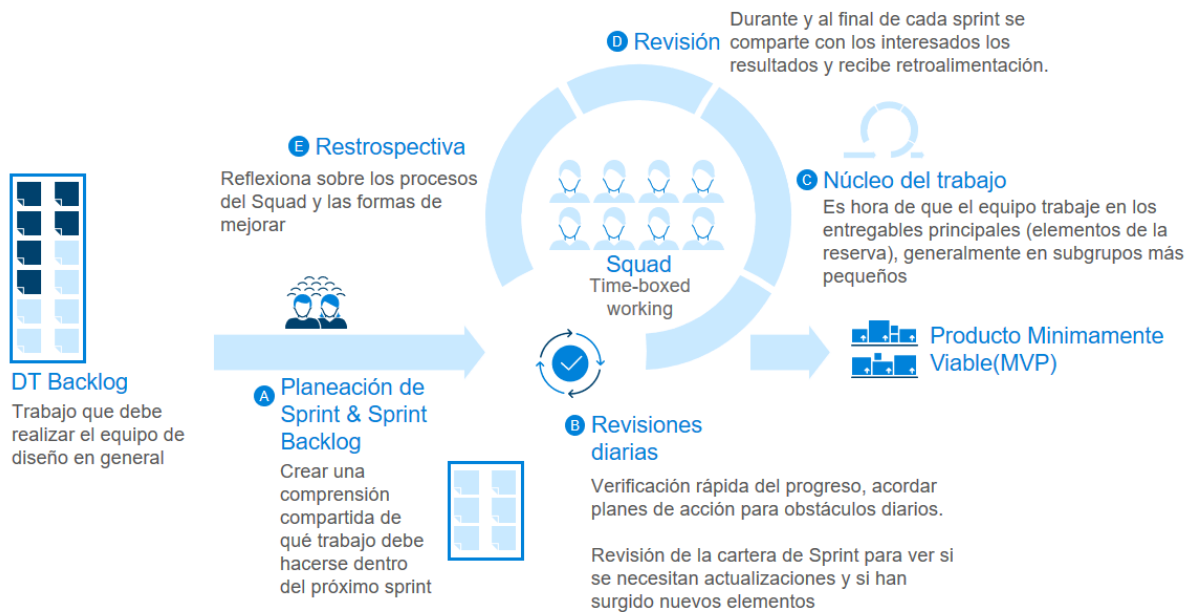 DT Backlog
Trabajo que debe
realizar el equipo de
diseño en general
A Planeación de
Sprint & Sprint
Backlog
Crear una
comprensión
compartida de
qué trabajo debe
hacerse dentro
del próximo sprint
B Revisiones
diarias
Verificación rápida del progreso, acordar
planes de acción para obstáculos diarios.
Revisión de la cartera de Sprint para ver si
se necesitan actualizaciones y si han
surgido nuevos elementos
C Núcleo del trabajo
Es hora de que el equipo trabaje en los
entregables principales (elementos de la
reserva), generalmente en subgrupos más
pequeños
D Revisión
Durante y al final de cada sprint se
comparte con los interesados los
resultados y recibe retroalimentación.
E Restrospectiva
Reflexiona sobre los procesos
del Squad y las formas de
mejorar
Squad
Time-boxed
working
Producto Minimamente
Viable(MVP)